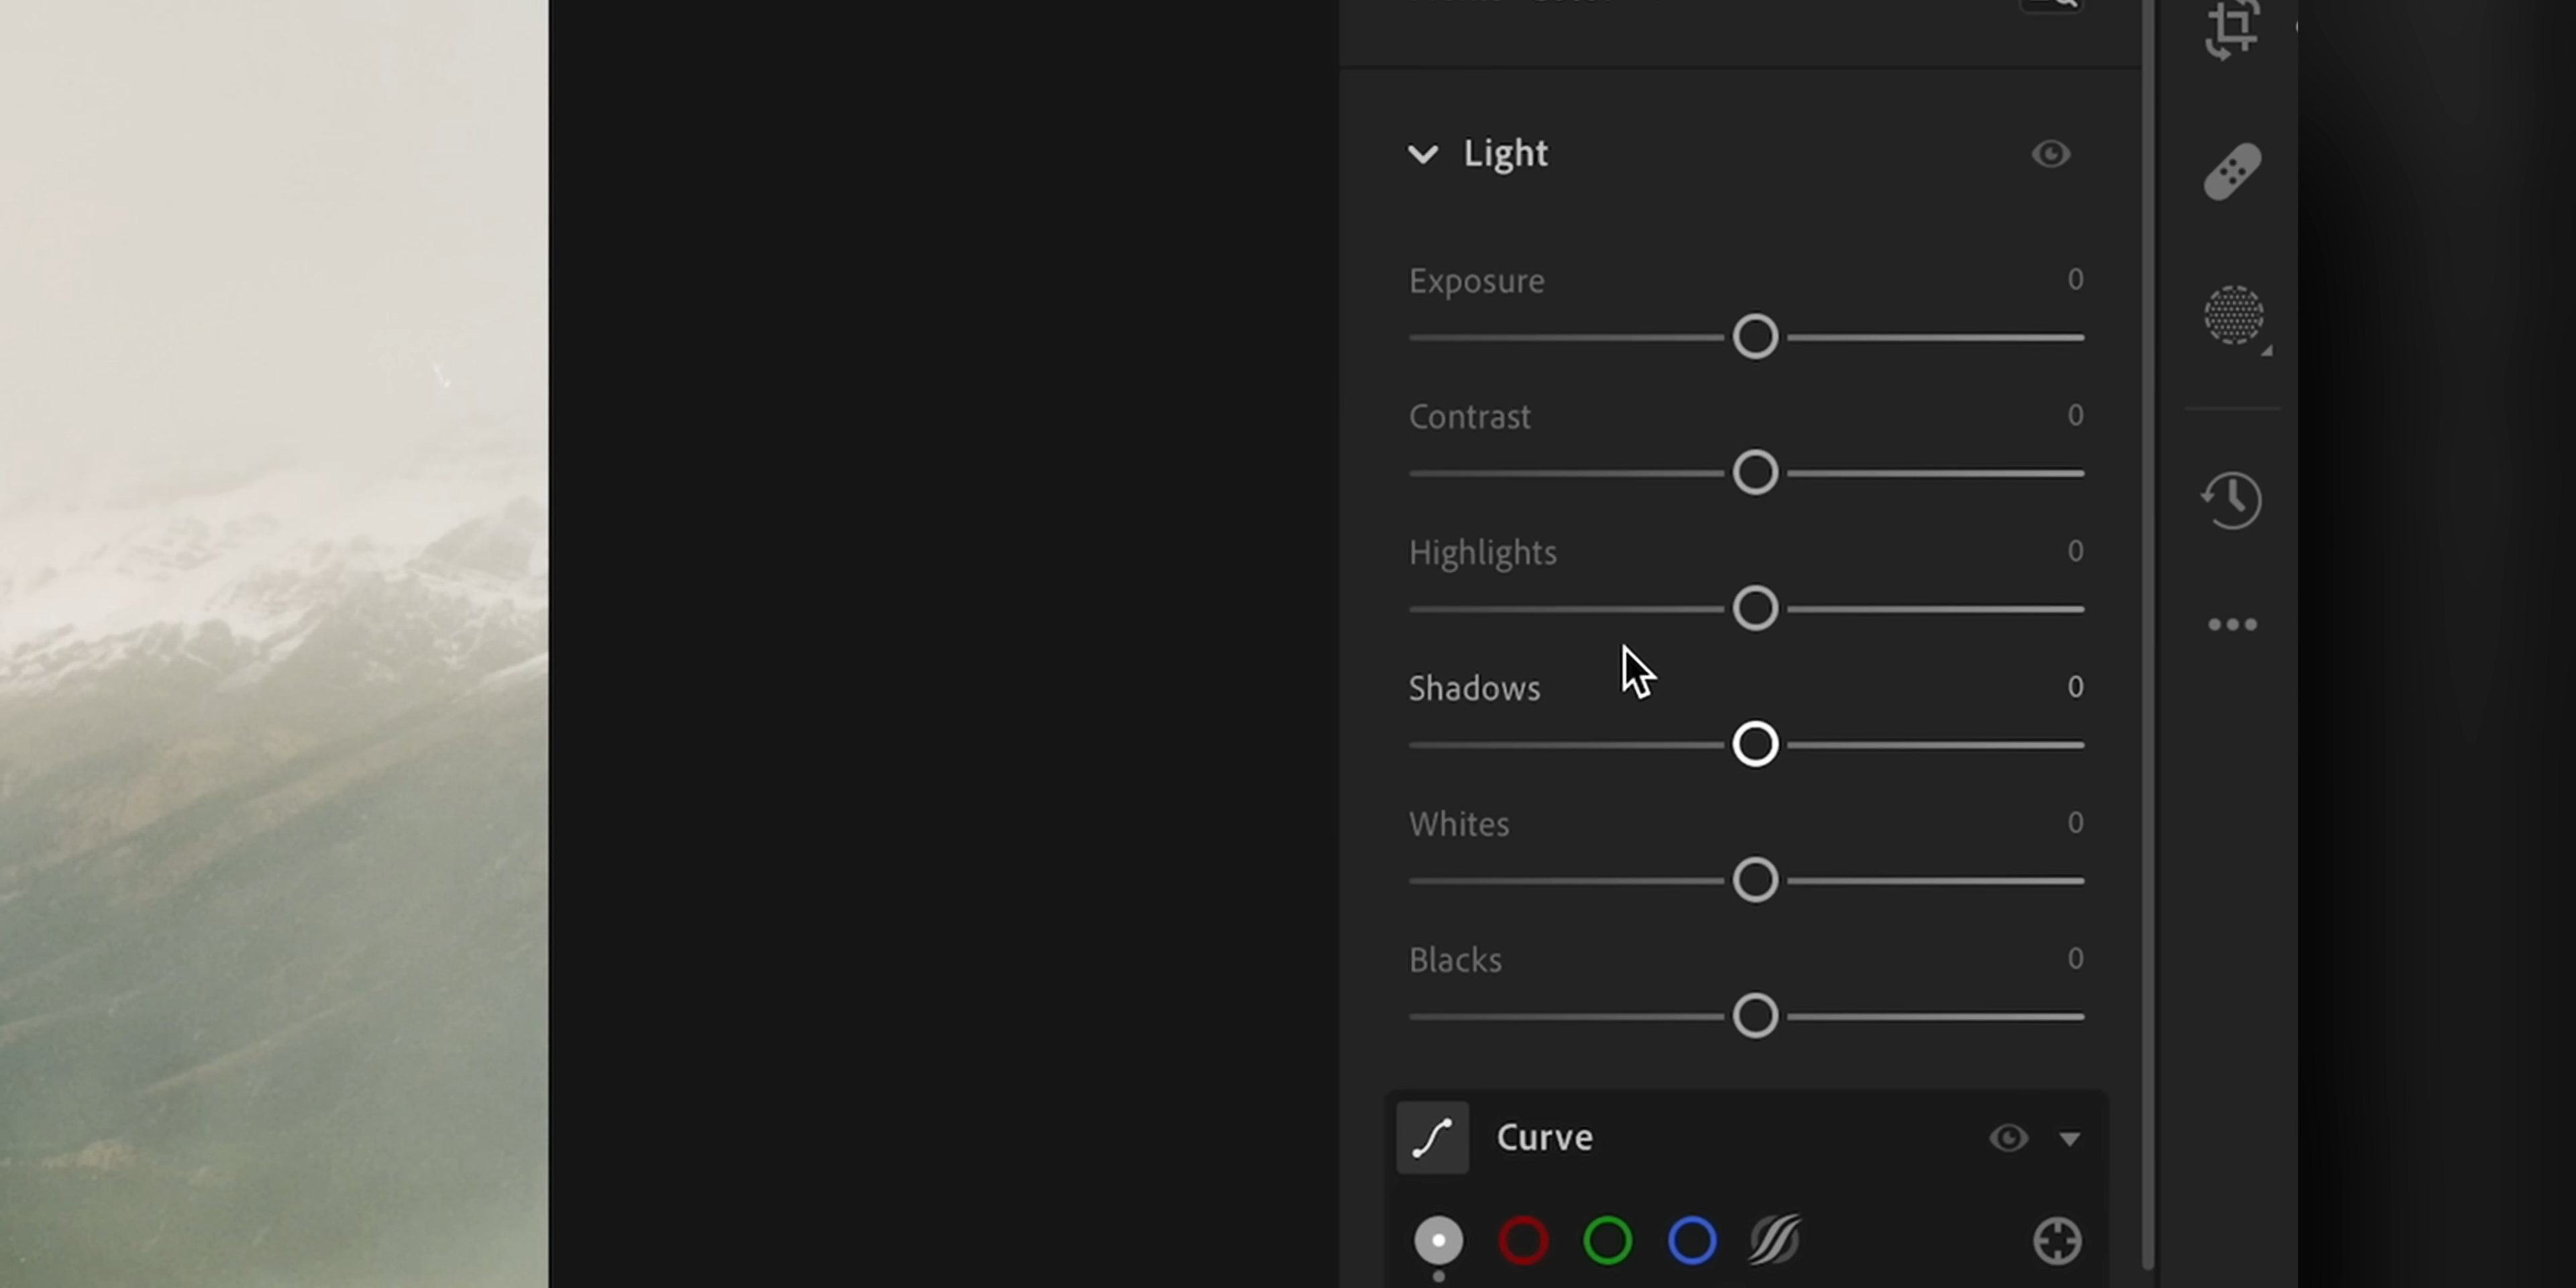 Light
Exposure 0
Contrast 0
Highlights 0
Shadows 0
Whites 0
Blacks 0
Curve